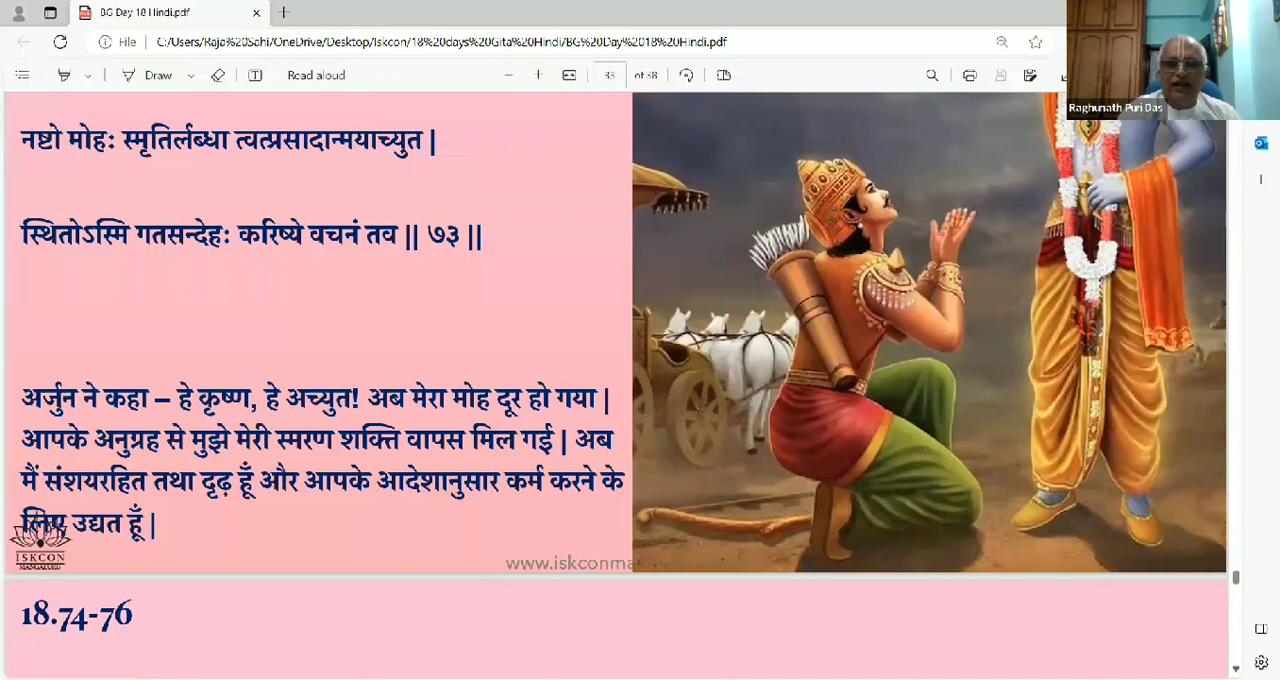 BG Day 18 Hindi.pdf
File
C:/Users/Raja%20Sahi/OneDrive/Desktop/Iskcon/18%20days%20Gita%20Hindi/BG%20Day%2018%20Hindi.pdf
Draw
Read aloud
33 of 38
Raghunath Puri Das
नष्टो मोहः स्मृतिर्लब्धा त्वत्प्रसादान्मयाच्युत |
स्थितोऽस्मि गतसन्देहः करिष्ये वचनं तव || ७३ ||
अर्जुन ने कहा – हे कृष्ण, हे अच्युत! अब मेरा मोह दूर हो गया |
आपके अनुग्रह से मुझे मेरी स्मरण शक्ति वापस मिल गई | अब
मैं संशयरहित तथा दृढ़ हूँ और आपके आदेशानुसार कर्म करने के
लिए उद्यत हूँ |
ISKCON
MANGALURU
www.iskconma
18.74-76